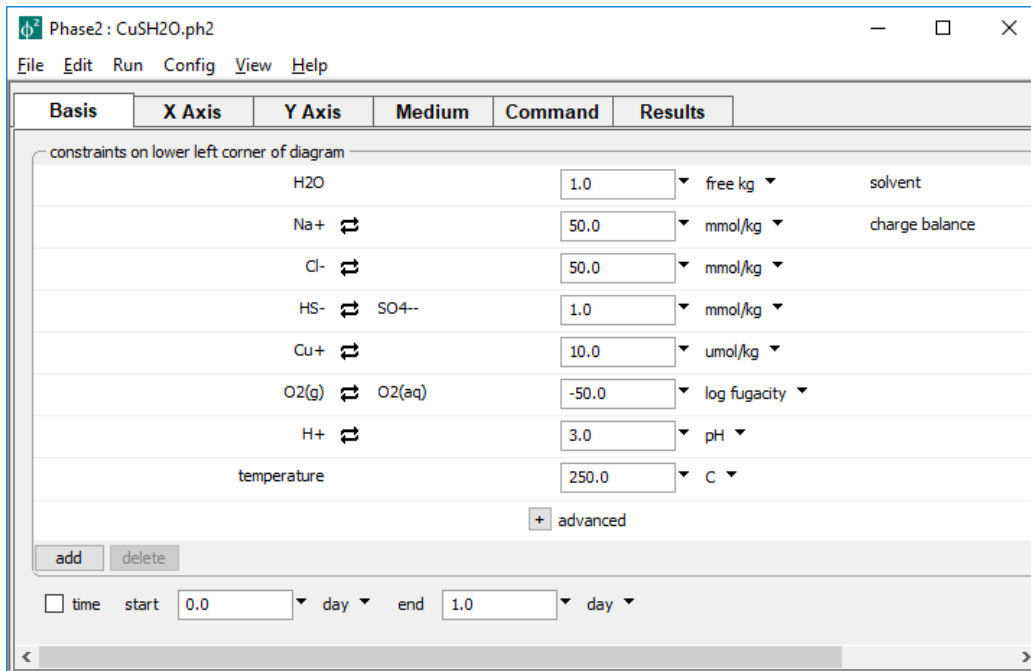 Phase2 : CuSH2O.ph2
File Edit Run Config View Help
Basis X Axis Y Axis Medium Command Results
constraints on lower left corner of diagram
H2O 1.0 free kg solvent
Na+ 50.0 mmol/kg charge balance
Cl- 50.0 mmol/kg
HS- SO4-- 1.0 mmol/kg
Cu+ 10.0 umol/kg
O2(g) O2(aq) -50.0 log fugacity
H+ 3.0 pH
temperature 250.0 C
+ advanced
add delete
time start 0.0 day end 1.0 day